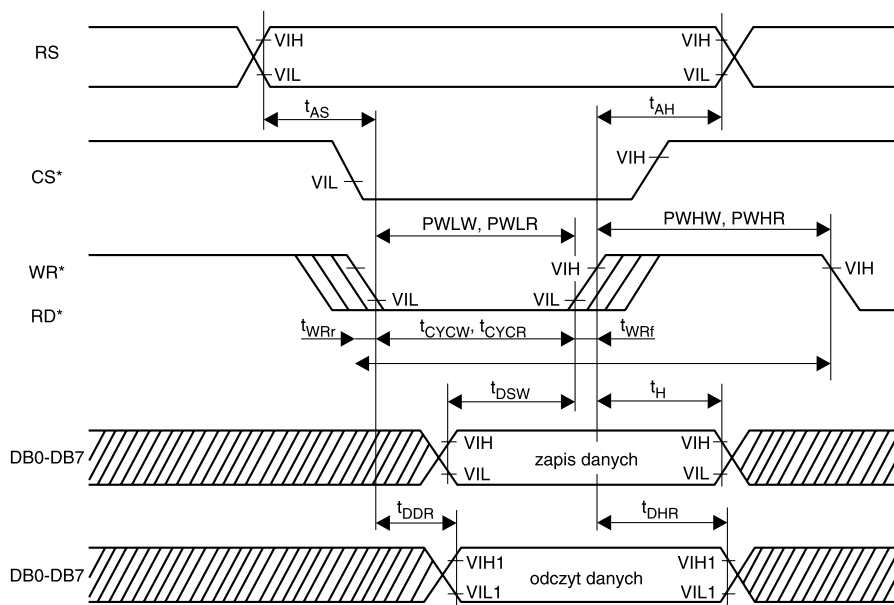 RS
VIH VIH
VIL VIL
tAS tAH
CS*
VIH
VIL
PWLW, PWLR PWHW, PWHR
WR*
VIH VIH
VIL VIL
RD*
tWRr tCYCW, tCYCR tWRf
tDSW tH
DB0-DB7
VIH VIH
zapis danych
VIL VIL
tDDR tDHR
DB0-DB7
VIH1 VIH1
odczyt danych
VIL1 VIL1